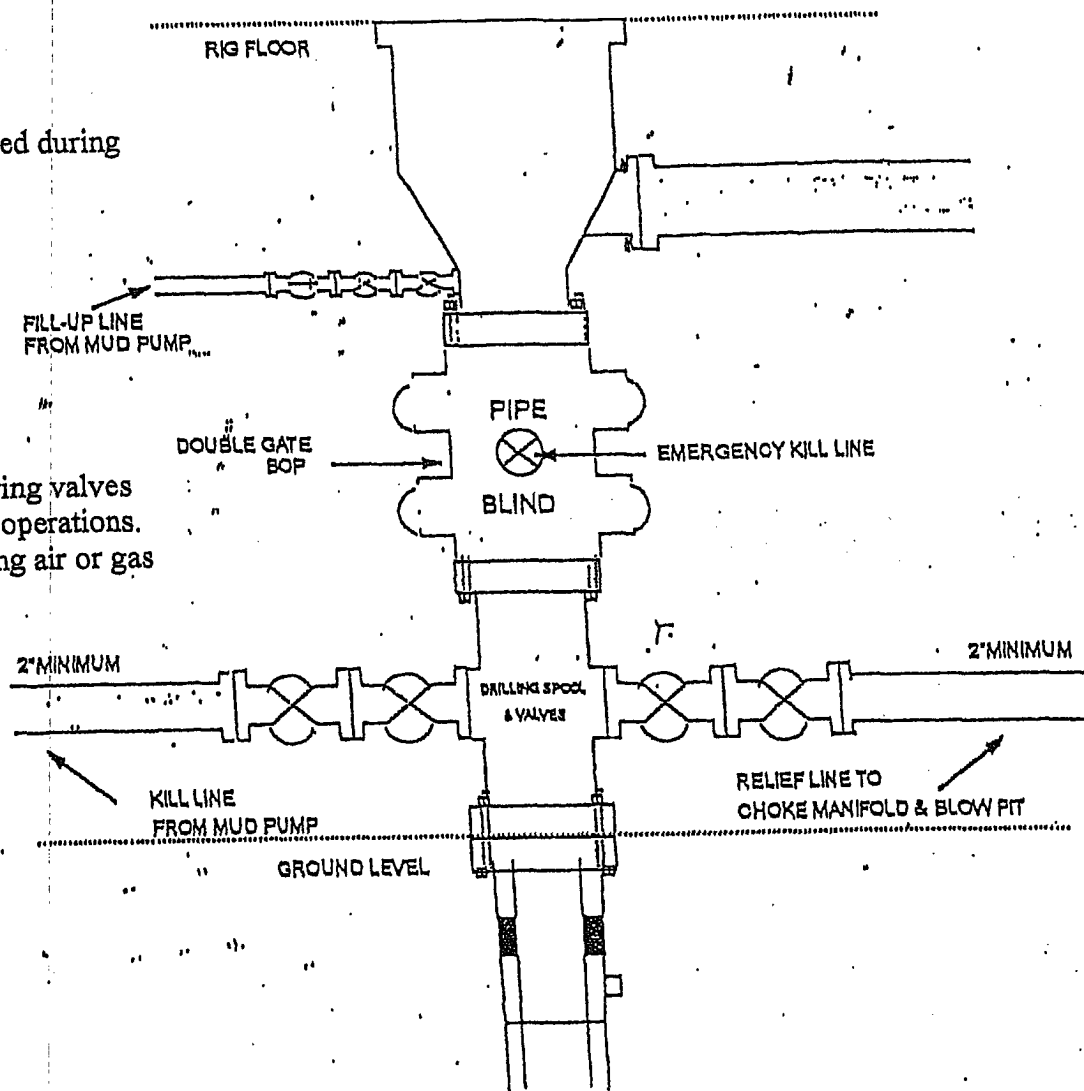 RIG FLOOR
ed during
FILL-UP LINE
FROM MUD PUMP
PIPE
DOUBLE GATE
BOP
EMERGENCY KILL LINE
BLIND
ing valves
operations.
ng air or gas
2" MINIMUM
2" MINIMUM
DRILLING SPOOL
& VALVES
KILL LINE
FROM MUD PUMP
RELIEF LINE TO
CHOKE MANIFOLD & BLOW PIT
GROUND LEVEL